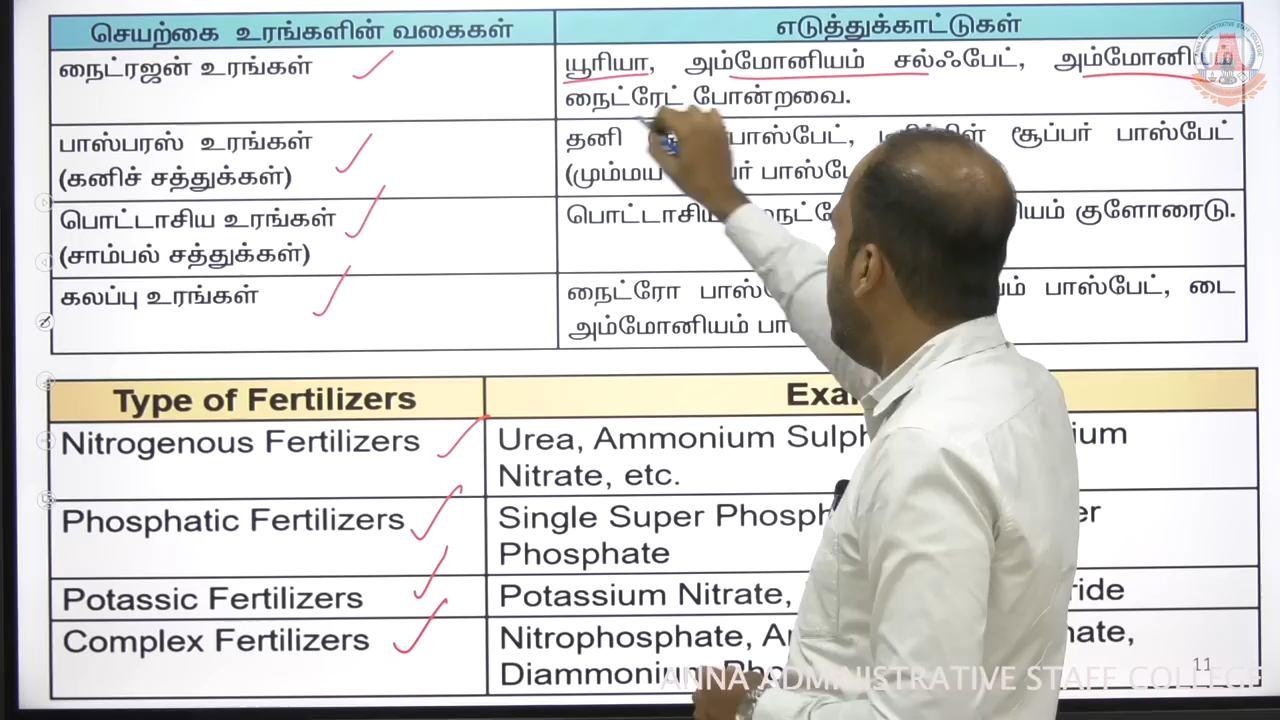 செயற்கை உரங்களின் வகைகள்
எடுத்துக்காட்டுகள்
நைட்ரஜன் உரங்கள்
யூரியா, அம்மோனியம் சல்ஃபேட், அம்மோனியம்
நைட்ரேட் போன்றவை.
பாஸ்பரஸ் உரங்கள்
(கனிச் சத்துக்கள்)
தனி பாஸ்பேட், சூப்பர் பாஸ்பேட்
பொட்டாசிய உரங்கள்
(சாம்பல் சத்துக்கள்)
குளோரைடு.
கலப்பு உரங்கள்
நைட்ரோ பாஸ்பேட், டை
அம்மோனியம்
Type of Fertilizers
Nitrogenous Fertilizers
Urea, Ammonium
Nitrate, etc.
Phosphatic Fertilizers
Single Super
Phosphate
Potassic Fertilizers
Potassium Nitrate,
Complex Fertilizers
Nitrophosphate,
11
ANNA ADMINISTRATIVE STAFF COLLEGE